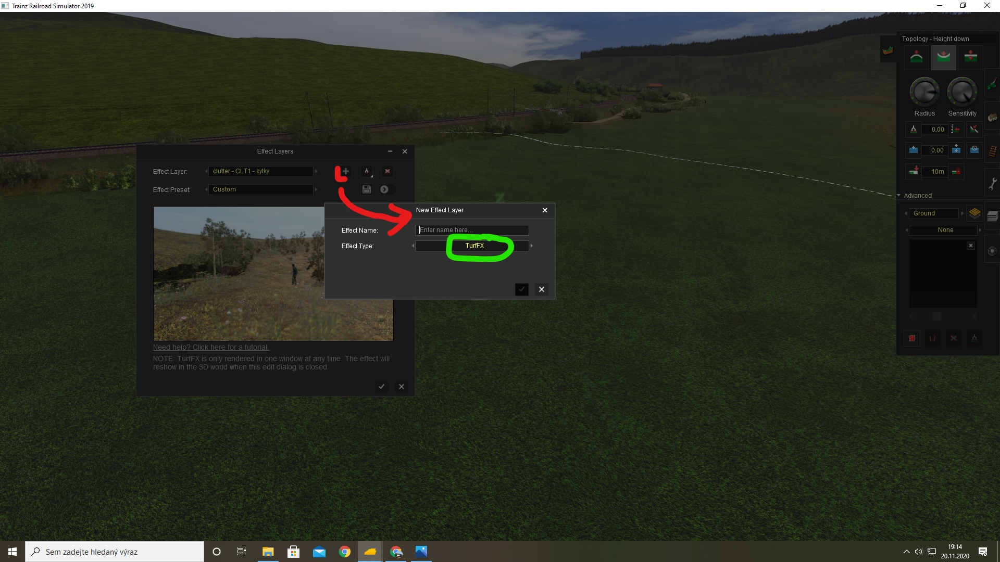 Trainz Railroad Simulator 2019
Topology - Height down
Radius
Sensitivity
0.00
0.00
10m
Advanced
Ground
None
Effect Layers
Effect Layer:
clutter - CLT1 - kytky
Effect Preset:
Custom
New Effect Layer
Effect Name:
Enter name here...
Effect Type:
TurfFX
Need help? Click here for a tutorial.
NOTE: TurfFX is only rendered in one window at any time. The effect will
reshow in the 3D world when this edit dialog is closed.
Sem zadejte hledaný výraz
19:14
20.11.2020